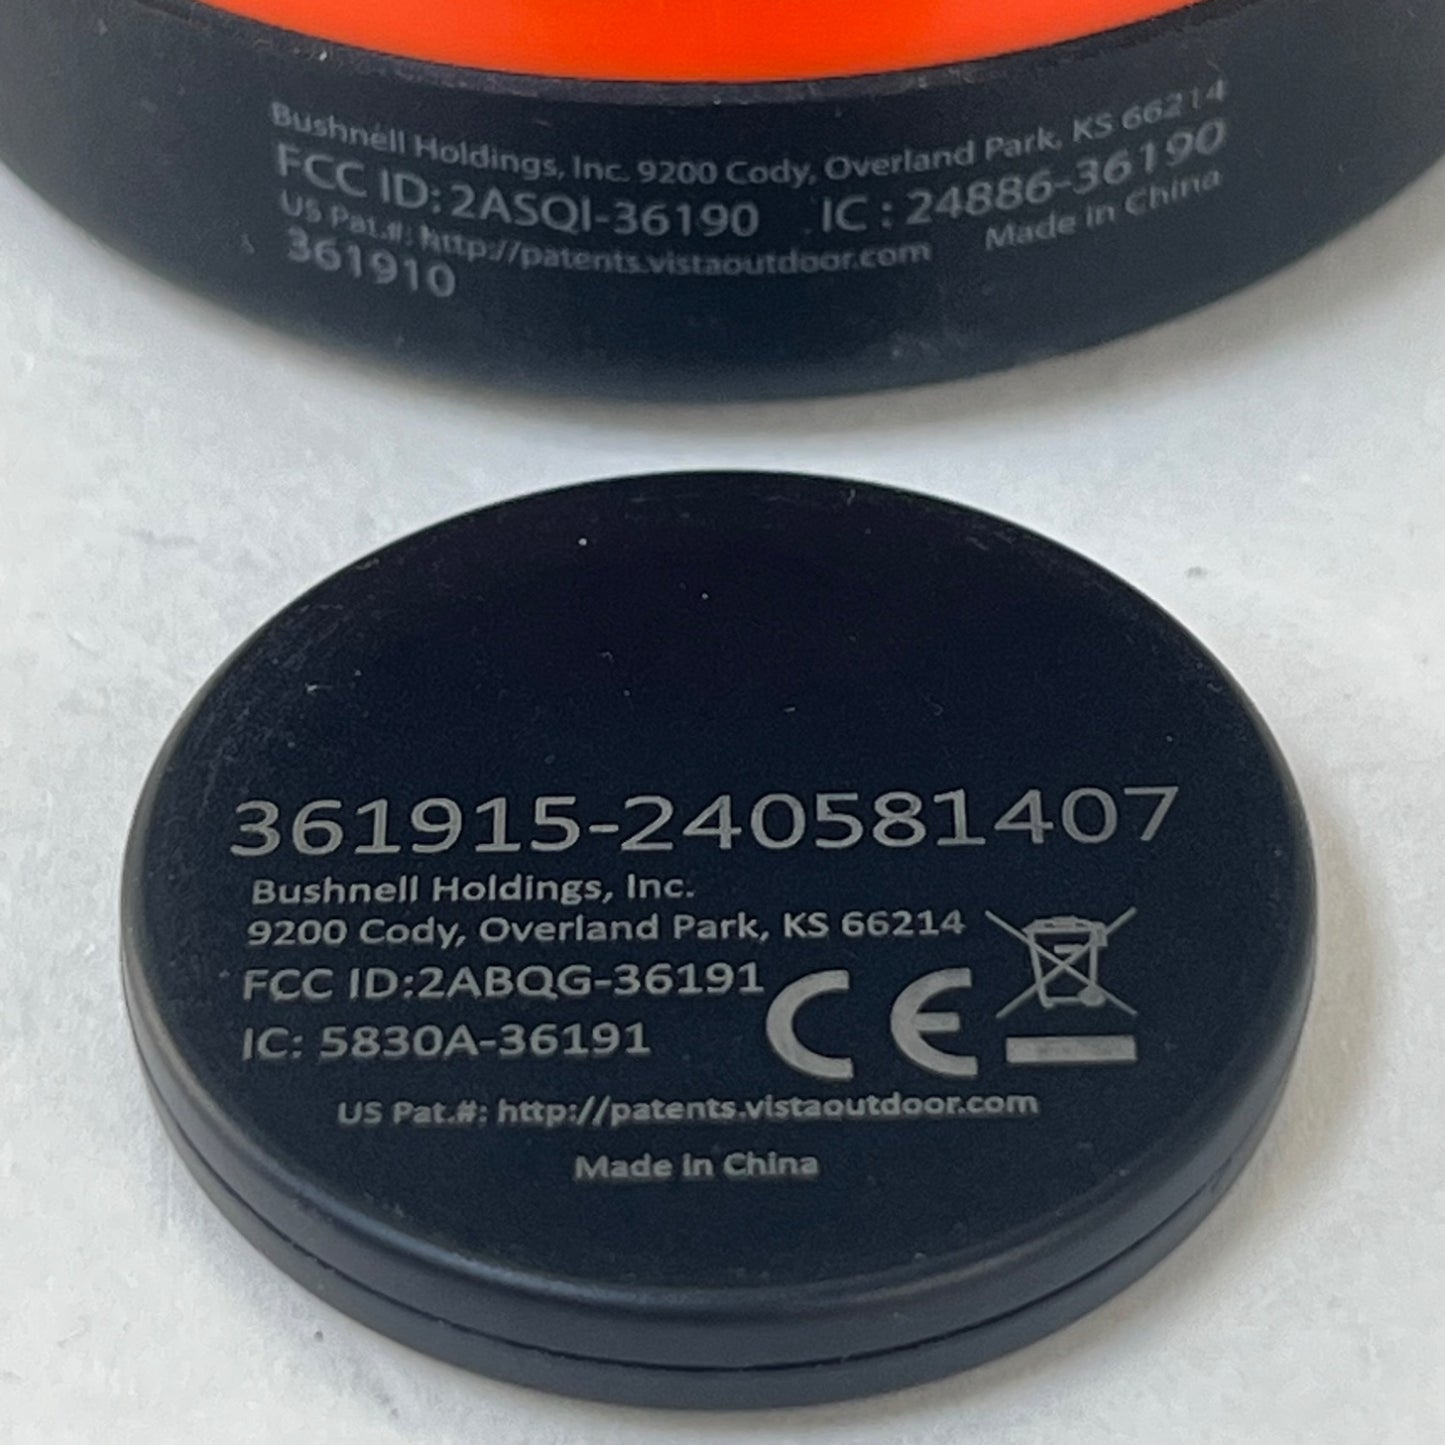 Bushnell Holdings, Inc. 9200 Cody, Overland Park, KS 66214
FCC ID: 2ASQI-36190 IC : 24886-36190
US Pat.#: http://patents.vistaoutdoor.com Made in China
361910
361915-240581407
Bushnell Holdings, Inc.
9200 Cody, Overland Park, KS 66214
FCC ID:2ABQG-36191
IC: 5830A-36191
CE
US Pat.#: http://patents.vistaoutdoor.com
Made in China